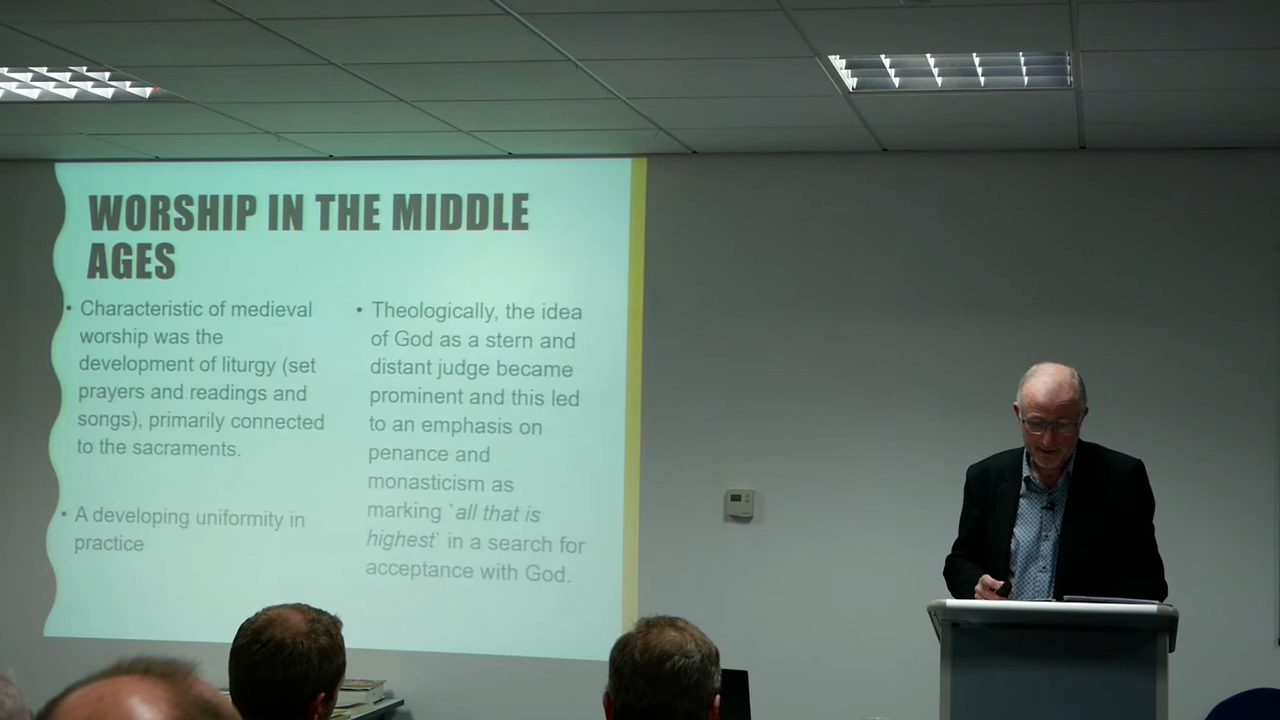 WORSHIP IN THE MIDDLE
AGES
• Characteristic of medieval
worship was the
development of liturgy (set
prayers and readings and
songs), primarily connected
to the sacraments.
• A developing uniformity in
practice
• Theologically, the idea
of God as a stern and
distant judge became
prominent and this led
to an emphasis on
penance and
monasticism as
marking `all that is
highest` in a search for
acceptance with God.